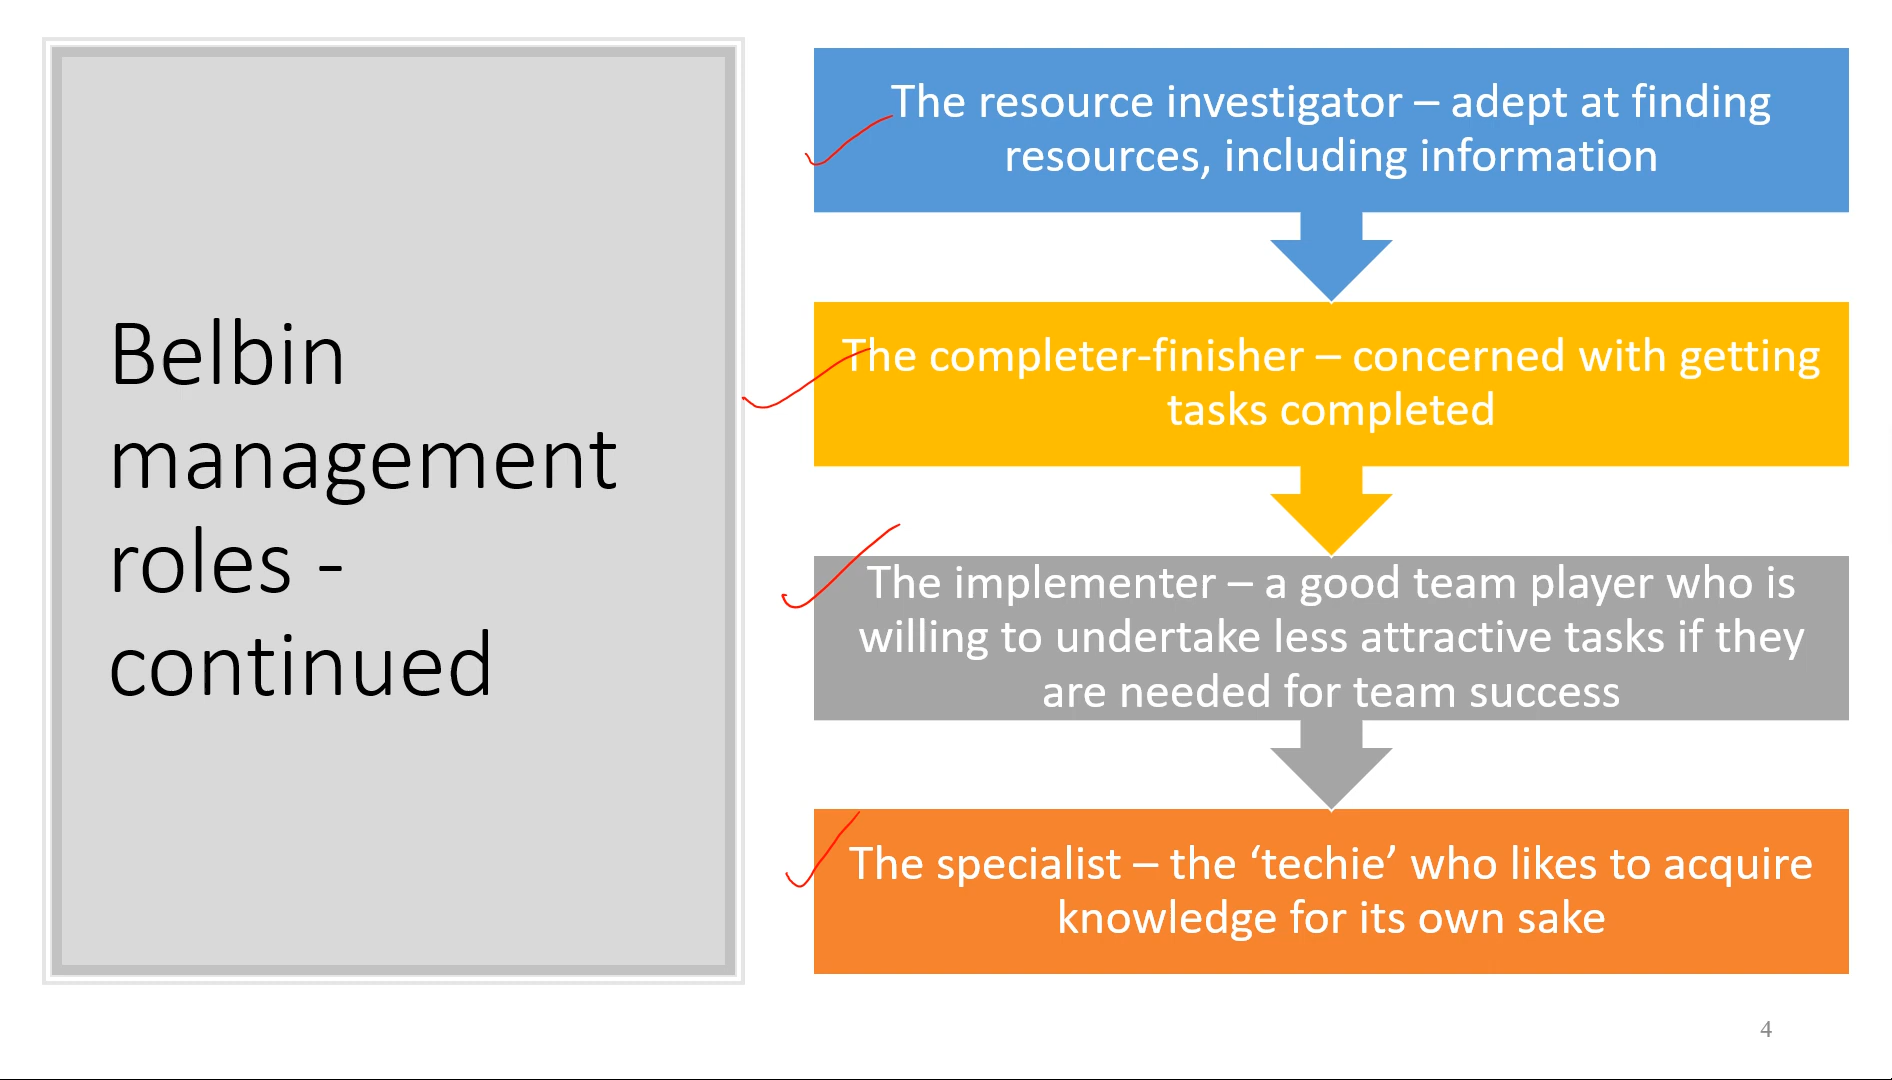 Belbin
management
roles -
continued
The resource investigator – adept at finding
resources, including information
The completer-finisher – concerned with getting
tasks completed
The implementer – a good team player who is
willing to undertake less attractive tasks if they
are needed for team success
The specialist – the ‘techie’ who likes to acquire
knowledge for its own sake
4